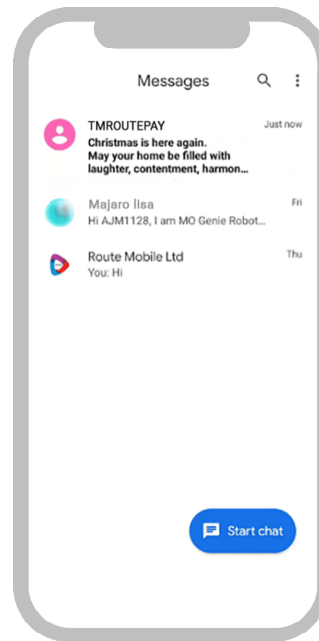 Messages
TMROUTEPAY
Just now
Christmas is here again.
May your home be filled with
laughter, contentment, harmon...
Majaro lisa
Fri
Hi AJM1128, I am MO Genie Robot...
Route Mobile Ltd
Thu
You: Hi
Start chat